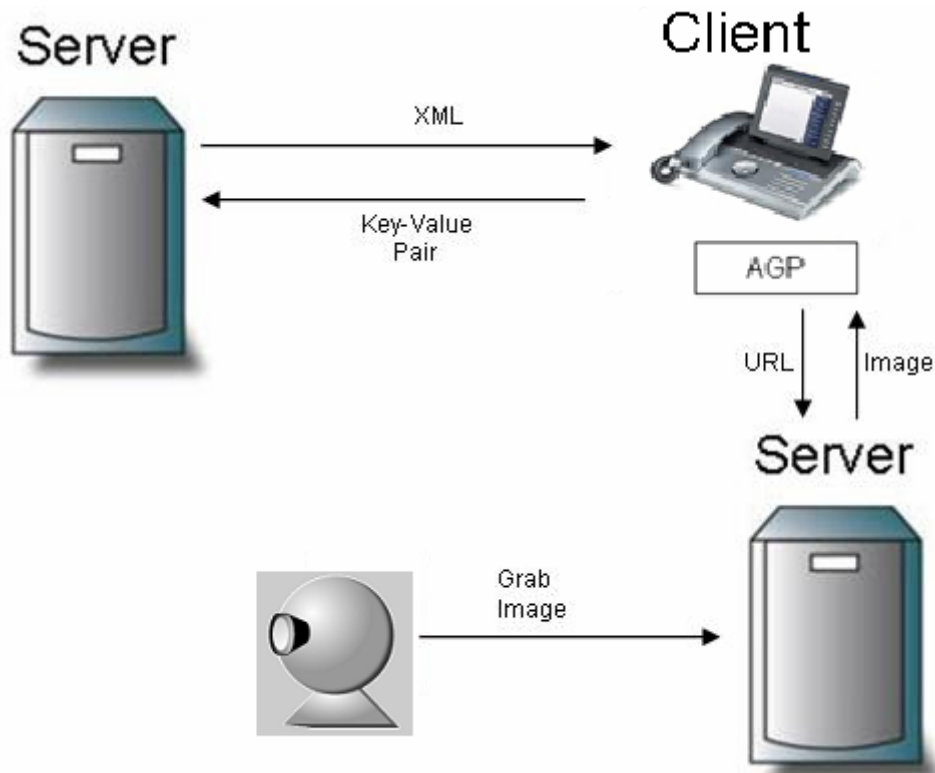 Server
Client
XML
Key-Value
Pair
AGP
URL
Image
Server
Grab
Image